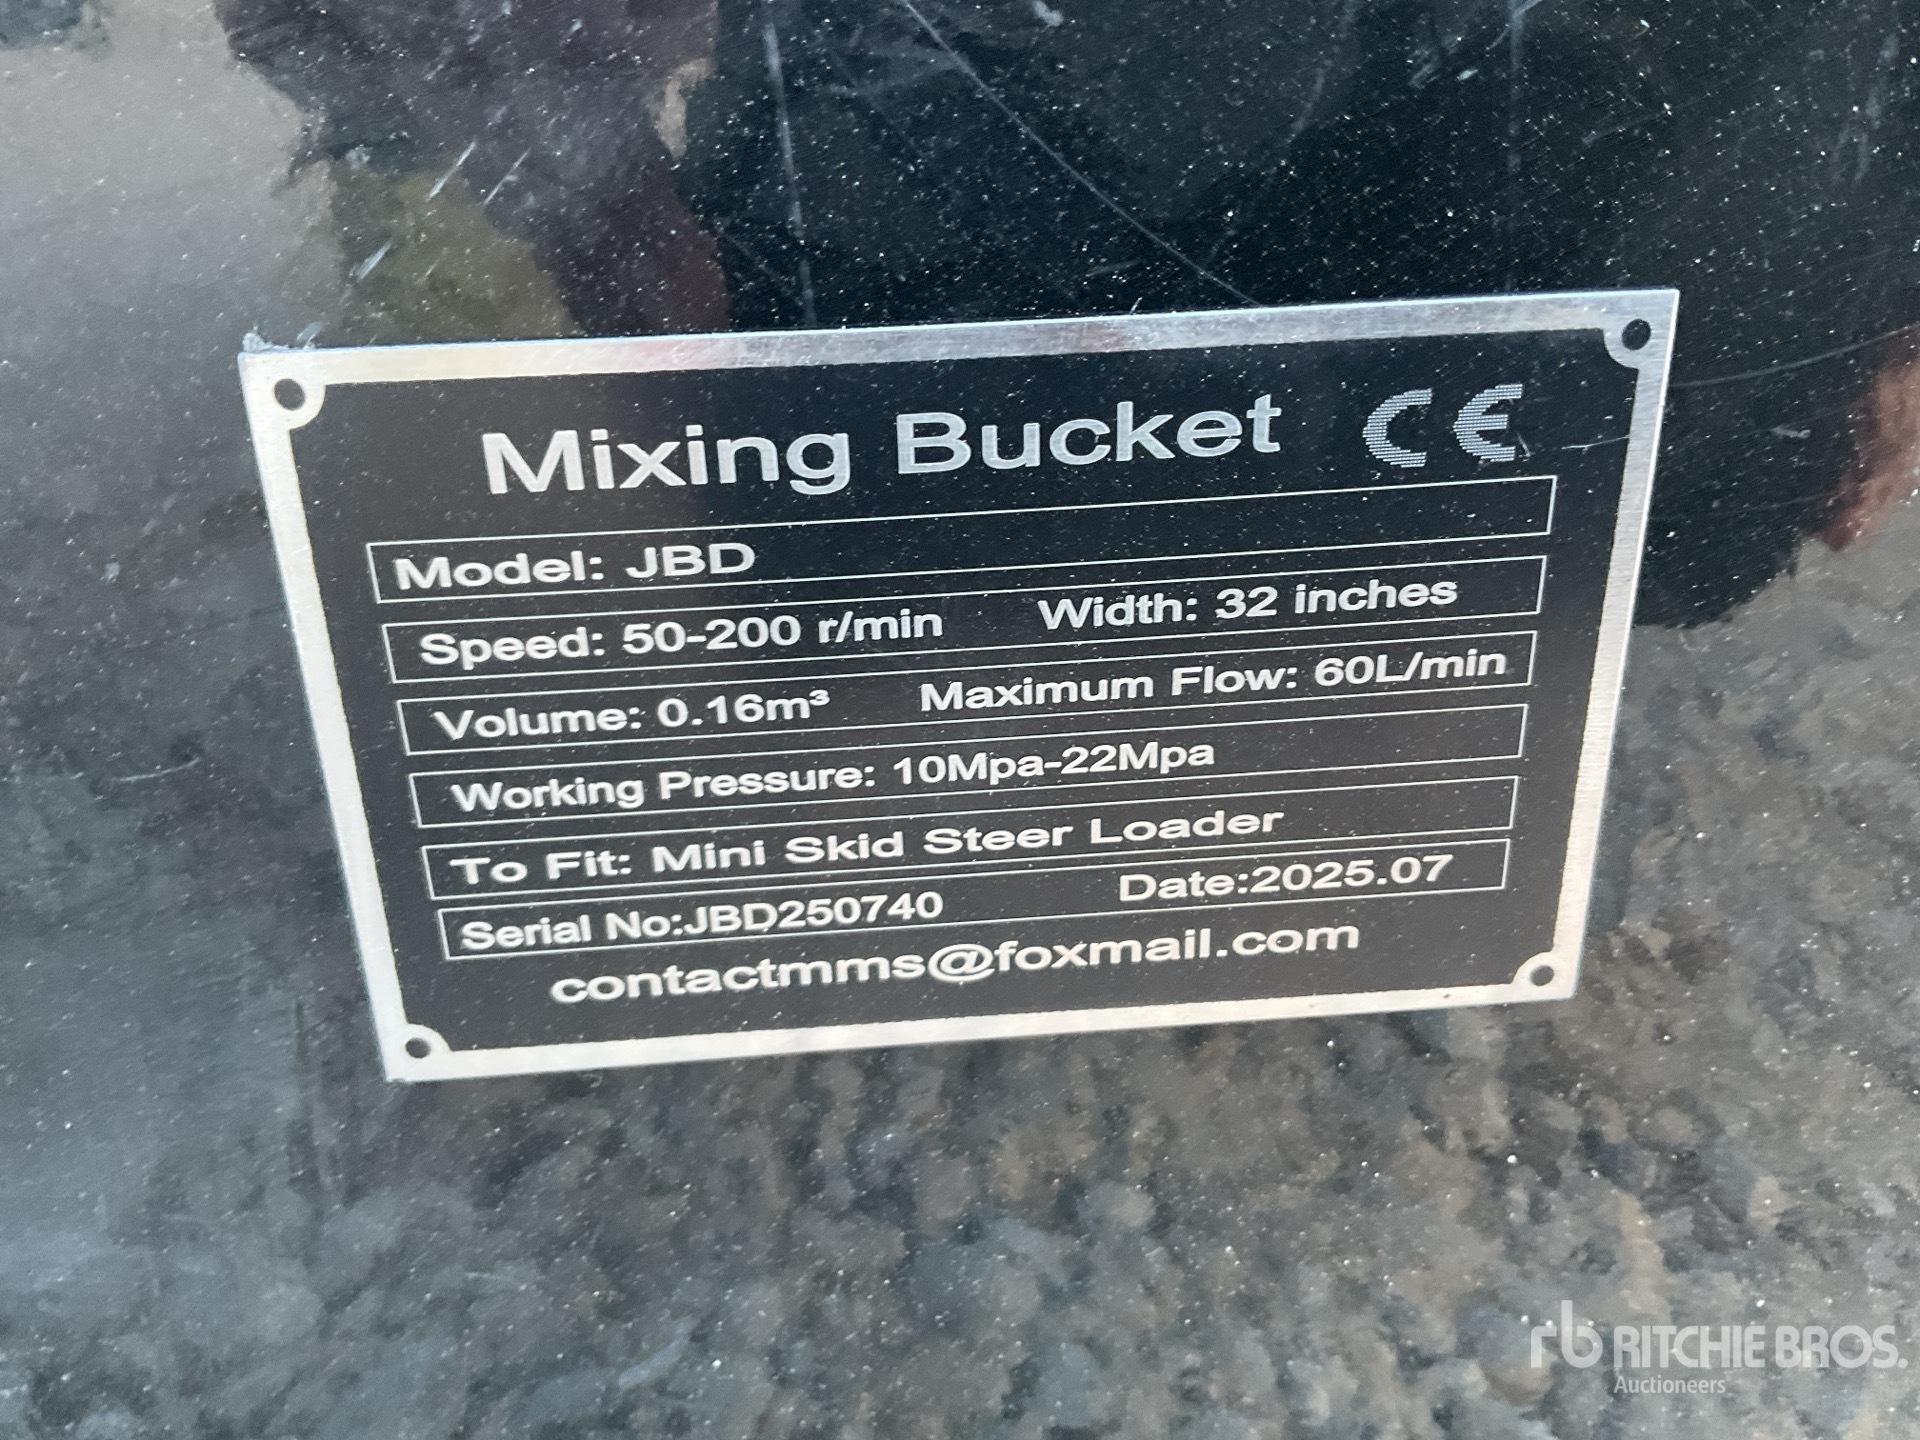 Mixing Bucket CE
Model: JBD
Speed: 50-200 r/min Width: 32 inches
Volume: 0.16m³ Maximum Flow: 60L/min
Working Pressure: 10Mpa-22Mpa
To Fit: Mini Skid Steer Loader
Serial No:JBD250740 Date:2025.07
contactmms@foxmail.com
rb RITCHIE BROS.
Auctioneers